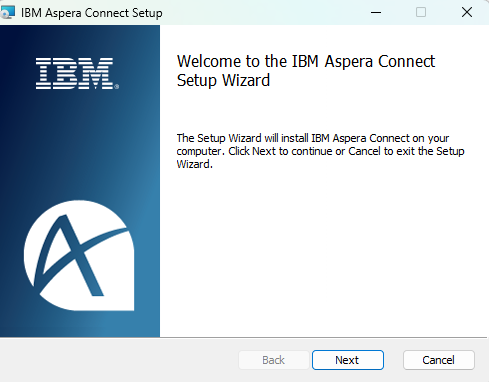 IBM Aspera Connect Setup
IBM
Welcome to the IBM Aspera Connect
Setup Wizard
The Setup Wizard will install IBM Aspera Connect on your
computer. Click Next to continue or Cancel to exit the Setup
Wizard.
Back
Next
Cancel